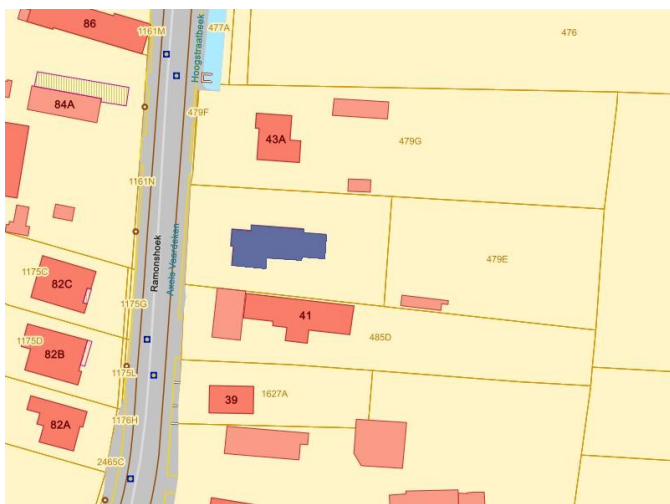 86
1161M
Hoogstraatbeek
477A
476
84A
479F
43A
479G
1161N
Ramonshoek
Axels Vaardeken
479E
1175C
82C
1175G
41
485D
1175D
82B
1175L
39
1627A
82A
1176H
2465C